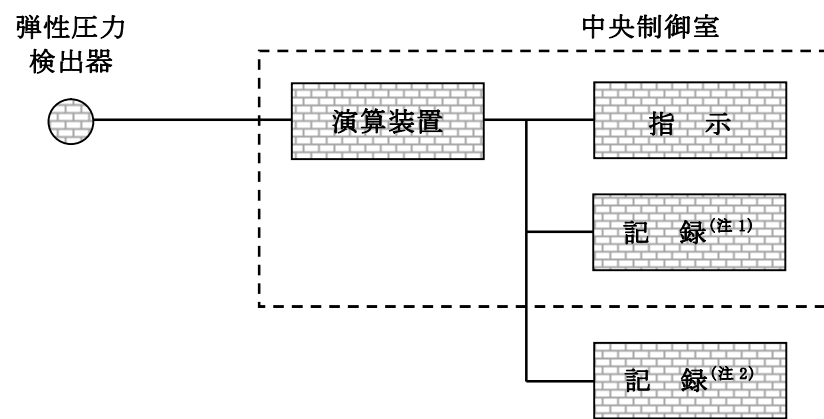 弾性圧力
検出器
中央制御室
演算装置
指 示
記 録(注1)
記 録(注2)